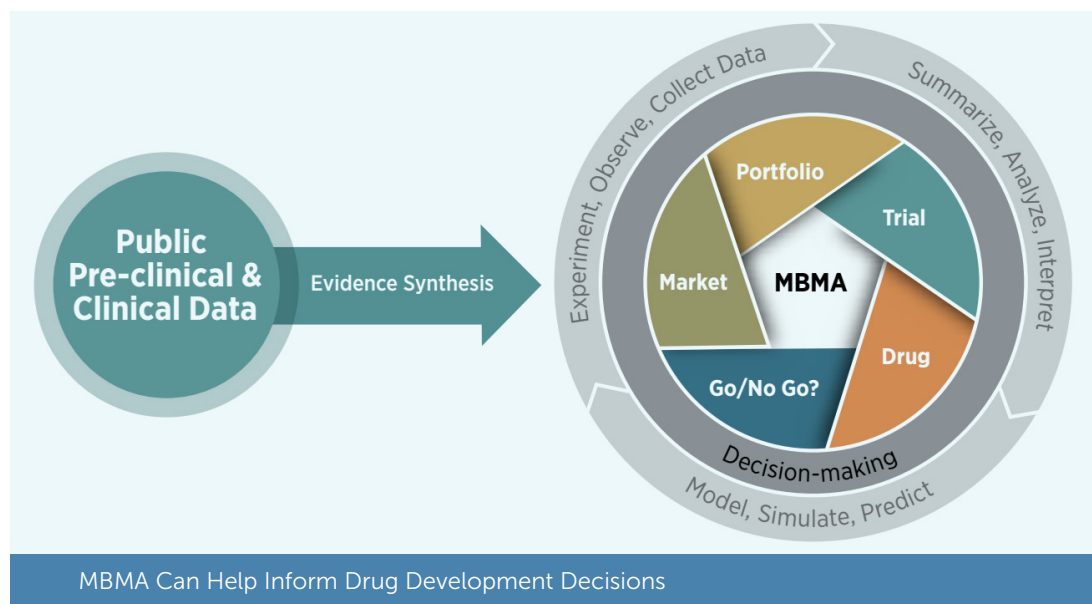 Public
Pre-clinical &
Clinical Data
Evidence Synthesis
Experiment, Observe, Collect Data
Summarize, Analyze, Interpret
Portfolio
Trial
Market
MBMA
Drug
Go/No Go?
Decision-making
Model, Simulate, Predict
MBMA Can Help Inform Drug Development Decisions